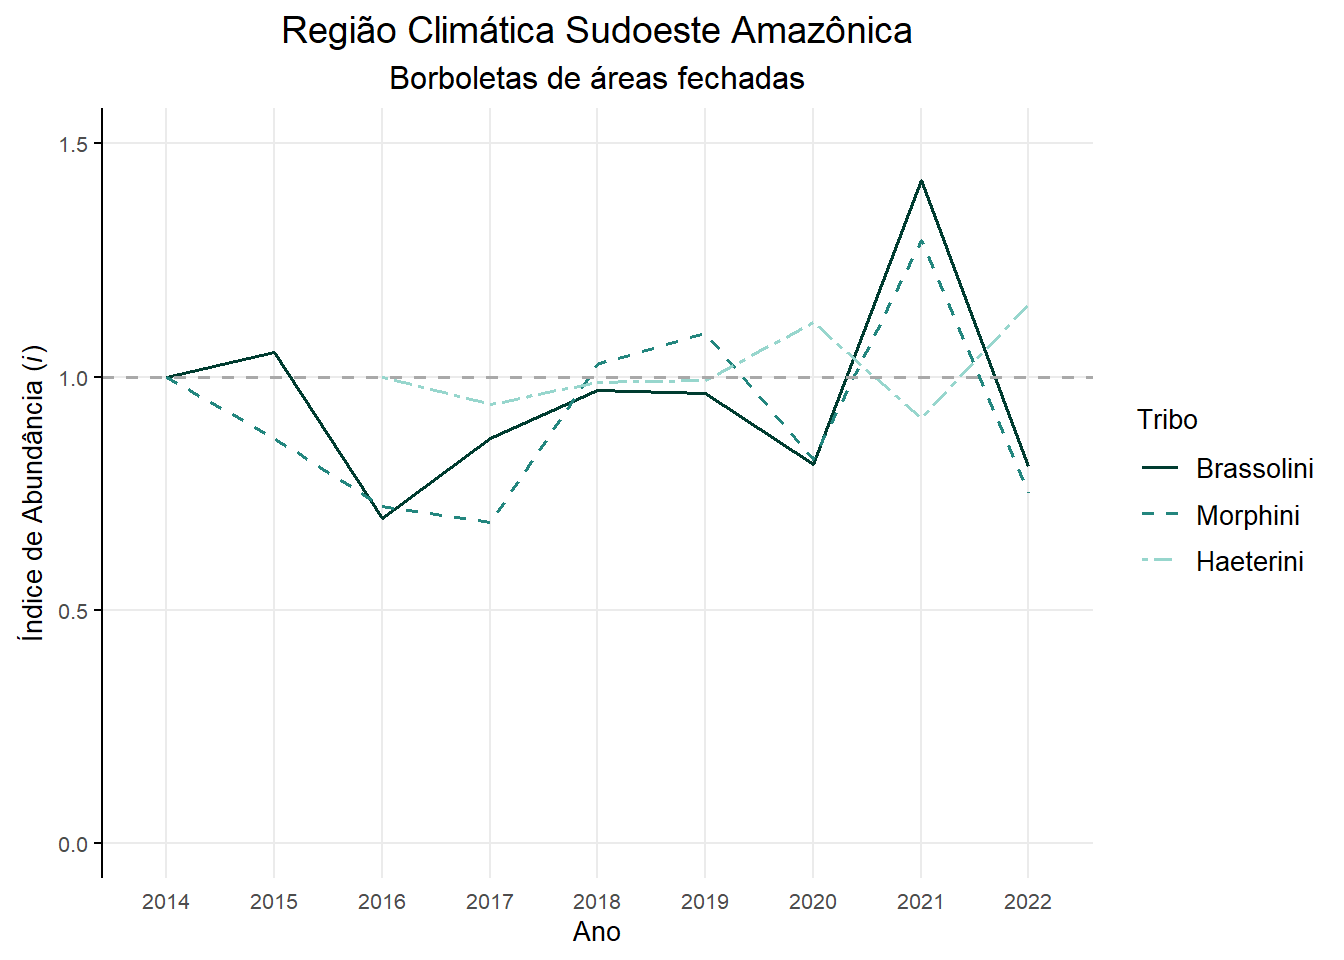 Região Climática Sudoeste Amazônica
Borboletas de áreas fechadas
Índice de Abundância (i)
1.5
1.0
0.5
0.0
2014 2015 2016 2017 2018 2019 2020 2021 2022
Ano
Tribo
Brassolini
Morphini
Haeterini